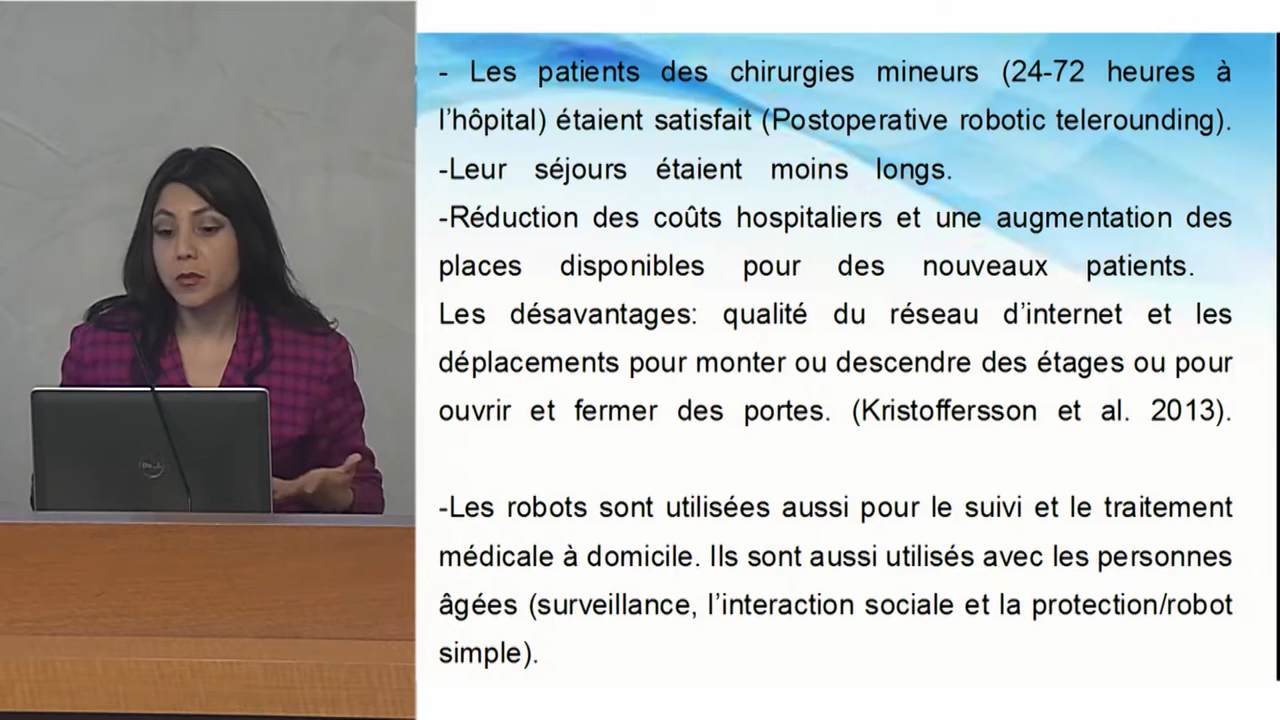 - Les patients des chirurgies mineurs (24-72 heures à
l'hôpital) étaient satisfait (Postoperative robotic telerounding).
-Leur séjours étaient moins longs.
-Réduction des coûts hospitaliers et une augmentation des
places disponibles pour des nouveaux patients.
Les désavantages: qualité du réseau d'internet et les
déplacements pour monter ou descendre des étages ou pour
ouvrir et fermer des portes. (Kristoffersson et al. 2013).
-Les robots sont utilisées aussi pour le suivi et le traitement
médicale à domicile. Ils sont aussi utilisés avec les personnes
âgées (surveillance, l'interaction sociale et la protection/robot
simple).
DELL